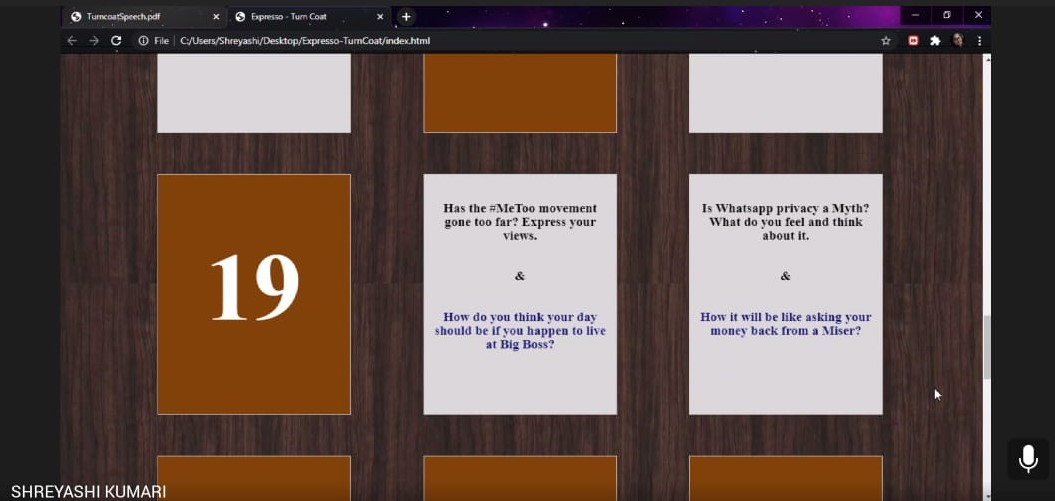 TurncoatSpeech.pdf
Expresso - Turn Coat
File
C:/Users/Shreyashi/Desktop/Expresso-TurnCoat/index.html
19
Has the #MeToo movement
gone too far? Express your
views.
&
How do you think your day
should be if you happen to live
at Big Boss?
Is Whatsapp privacy a Myth?
What do you feel and think
about it.
&
How it will be like asking your
money back from a Miser?
SHREYASHI KUMARI